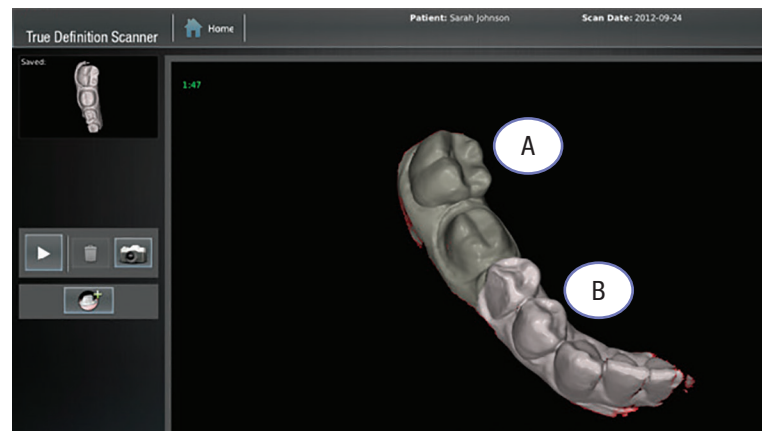 True Definition Scanner
Home
Patient: Sarah Johnson
Scan Date: 2012-09-24
Saved:
1:47
A
B